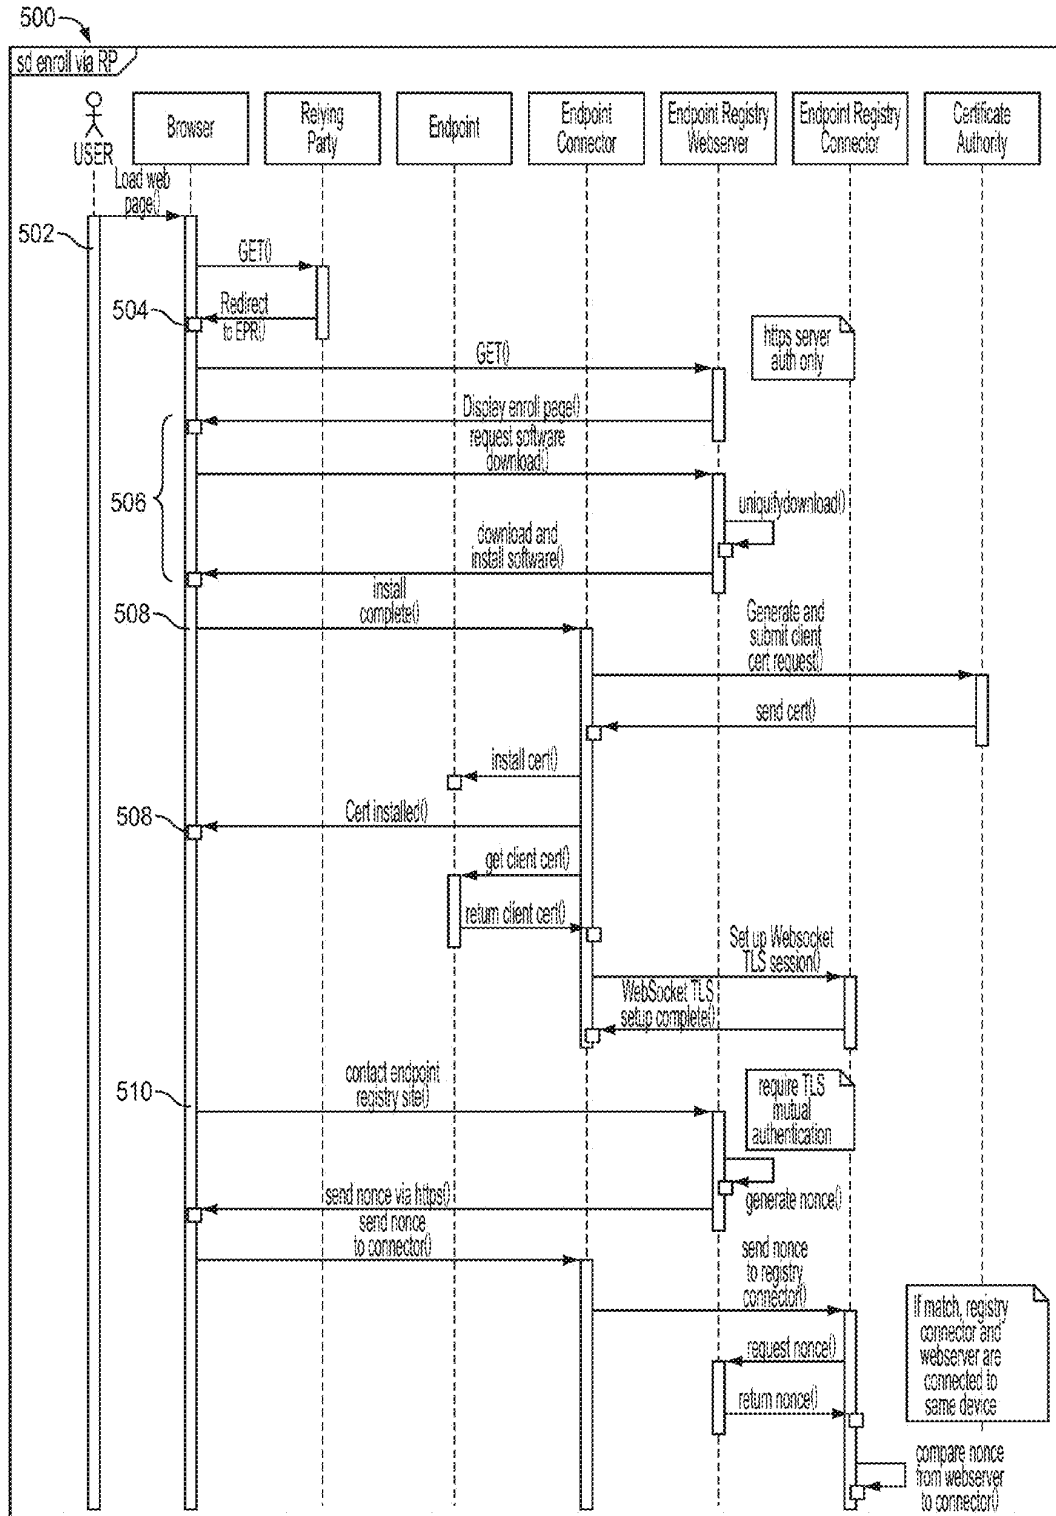 500
sd enroll via RP
USER
Browser
Relying
Party
Endpoint
Endpoint
Connector
Endpoint Registry
Webserver
Endpoint Registry
Connector
Certificate
Authority
Load web
page()
502
GET()
504
Redirect
to EPR()
https server
auth only
GET()
Display enroll page()
request software
download()
506
uniquifydownload()
download and
install software()
install
complete()
508
Generate and
submit client
cert request()
send cert()
install cert()
508
Cert installed()
get client cert()
return client cert()
Set up Websocket
TLS session()
WebSocket TLS
setup complete()
contact endpoint
registry site()
510
require TLS
mutual
authentication
generate nonce()
send nonce via https()
send nonce
to connector()
send nonce
to registry
connector()
If match, registry
connector and
webserver are
connected to
same device
request nonce()
return nonce()
compare nonce
from webserver
to connector()